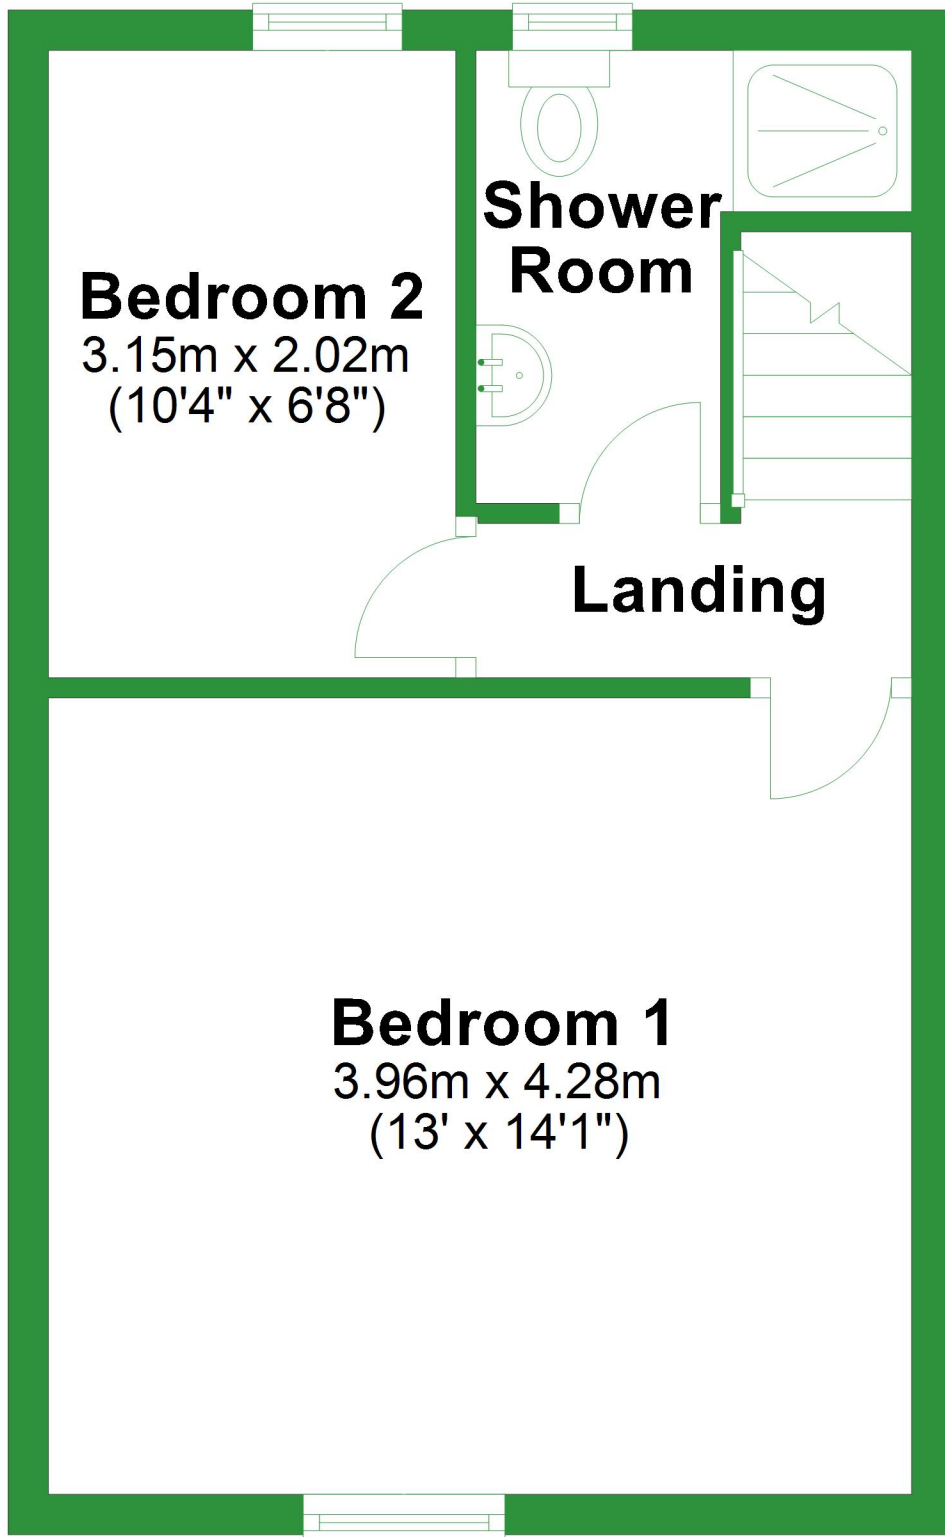 Shower
Room
Bedroom 2
3.15m x 2.02m
(10'4" x 6'8")
Landing
Bedroom 1
3.96m x 4.28m
(13' x 14'1")